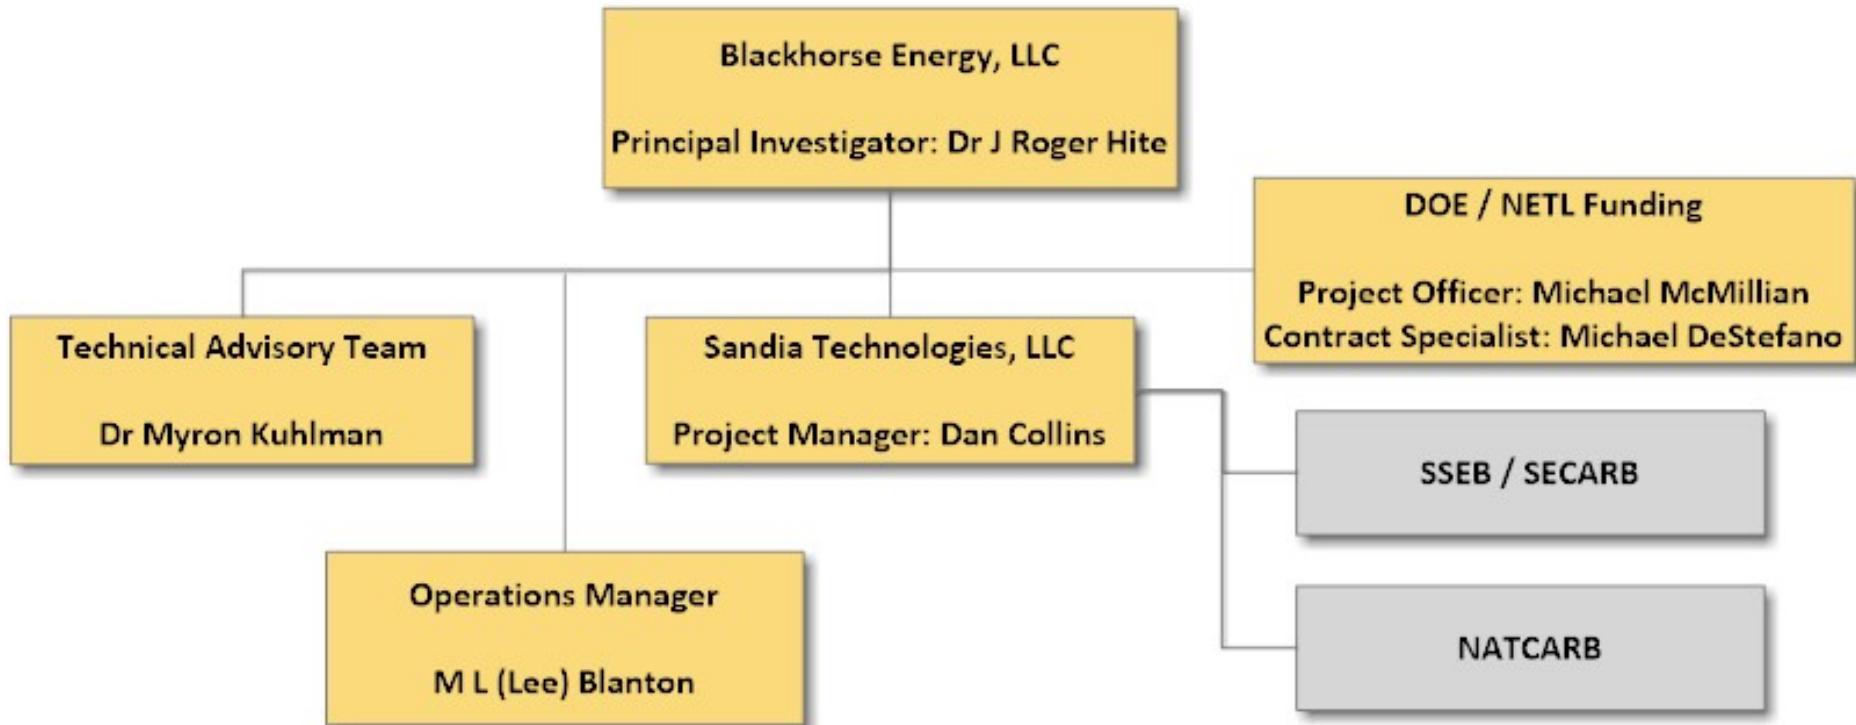 Blackhorse Energy, LLC
Principal Investigator: Dr J Roger Hite
DOE / NETL Funding
Project Officer: Michael McMillian
Contract Specialist: Michael DeStefano
Technical Advisory Team
Dr Myron Kuhlman
Sandia Technologies, LLC
Project Manager: Dan Collins
SSEB / SECARB
Operations Manager
M L (Lee) Blanton
NATCARB